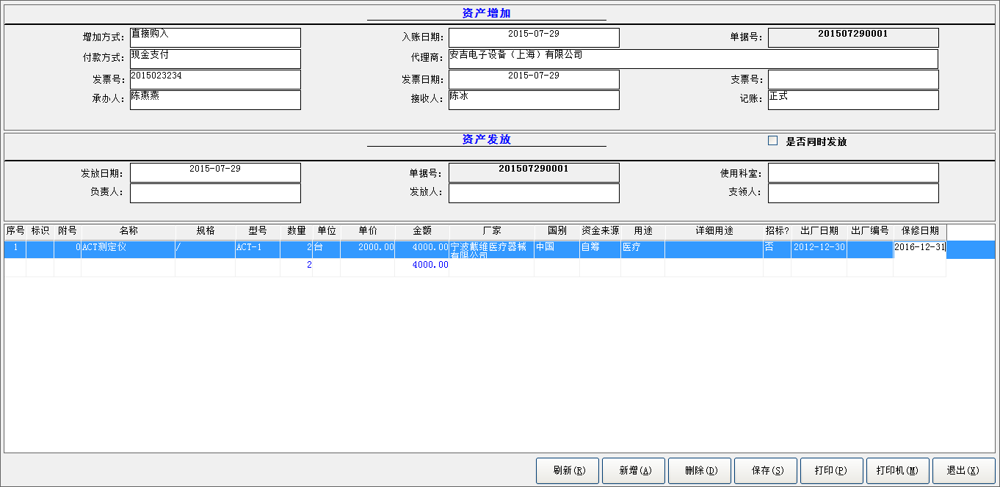 资产增加
增加方式: 直接购入 入账日期: 2015-07-29 单据号: 201507290001
付款方式: 现金支付 代理商: 安吉电子设备（上海）有限公司
发票号: 2015023234 发票日期: 2015-07-29 支票号:
承办人: 陈燕燕 接收人: 陈冰 记账: 正式
资产发放 是否同时发放
发放日期: 2015-07-29 单据号: 201507290001 使用科室:
负责人: 发放人: 支领人:
序号 标识 附号 名称 规格 型号 数量 单位 单价 金额 厂家 国别 资金来源 用途 详细用途 招标? 出厂日期 出厂编号 保修日期
1 0 ACT测定仪 / ACT-1 2 台 2000.00 4000.00 宁波戴维医疗器械 中国 自筹 医疗 否 2012-12-30 2016-12-31
有限公司
2 4000.00
刷新(R) 新增(A) 删除(D) 保存(S) 打印(P) 打印机(M) 退出(X)